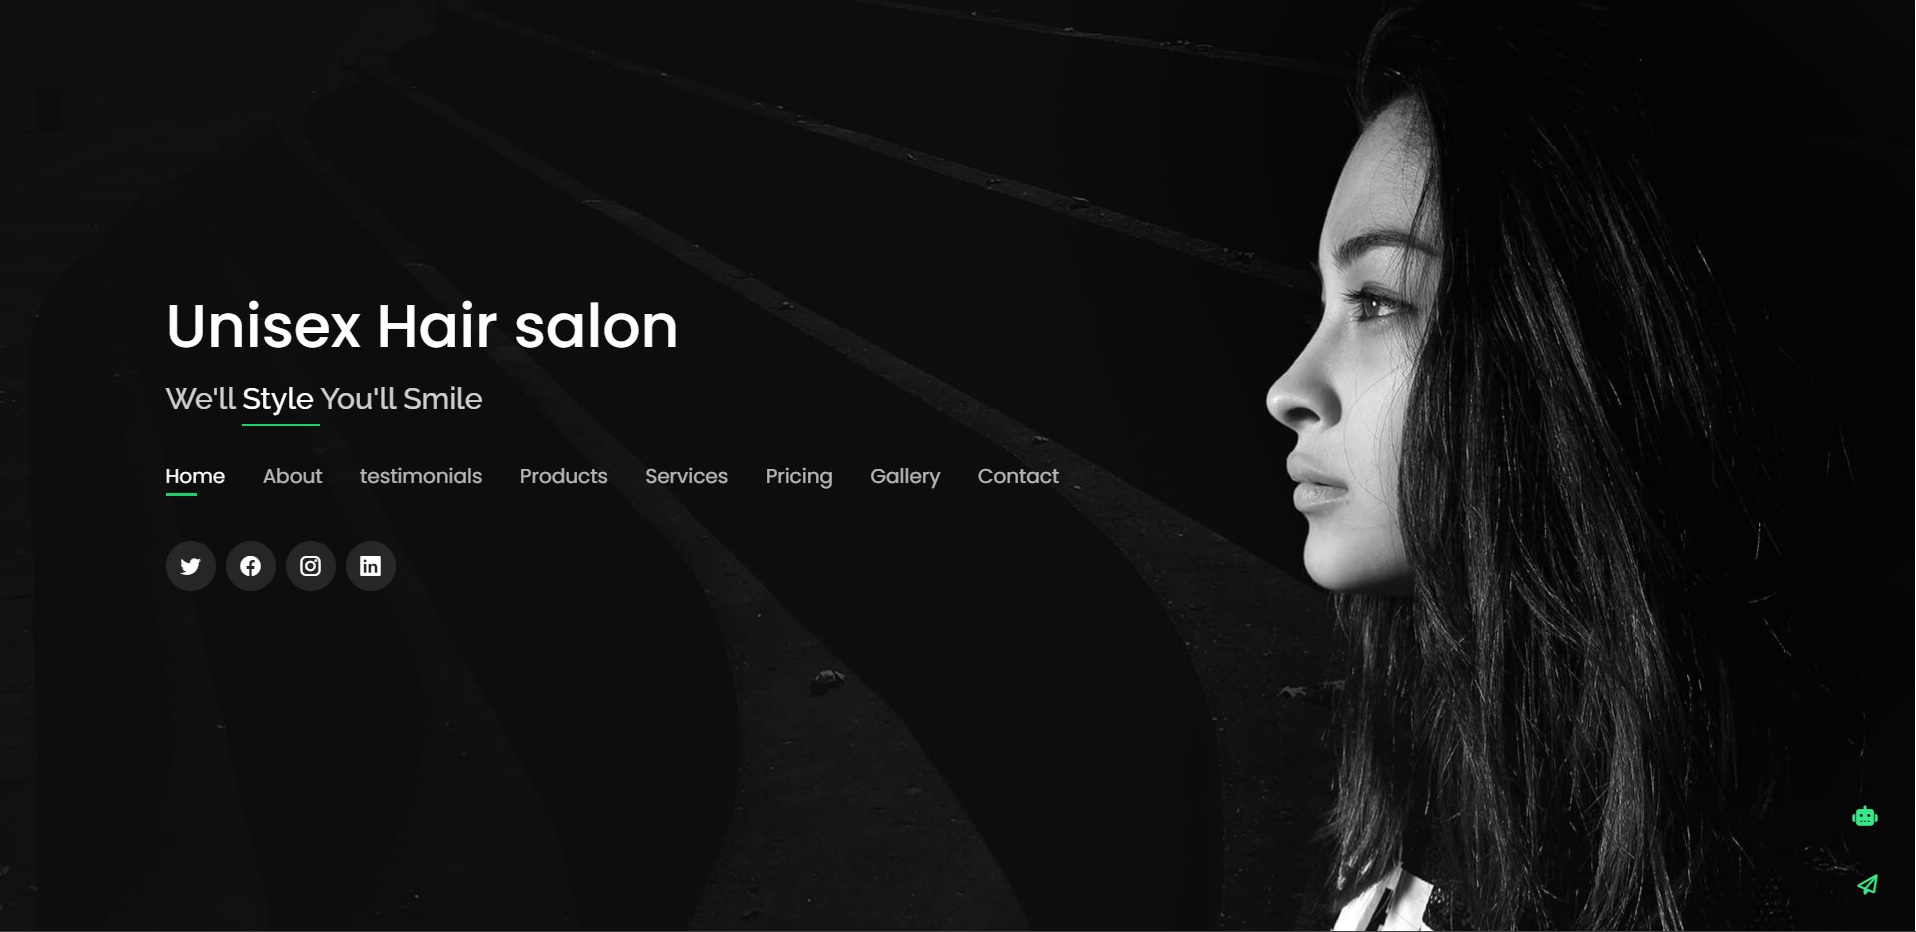 Unisex Hair salon
We'll Style You'll Smile
Home About testimonials Products Services Pricing Gallery Contact